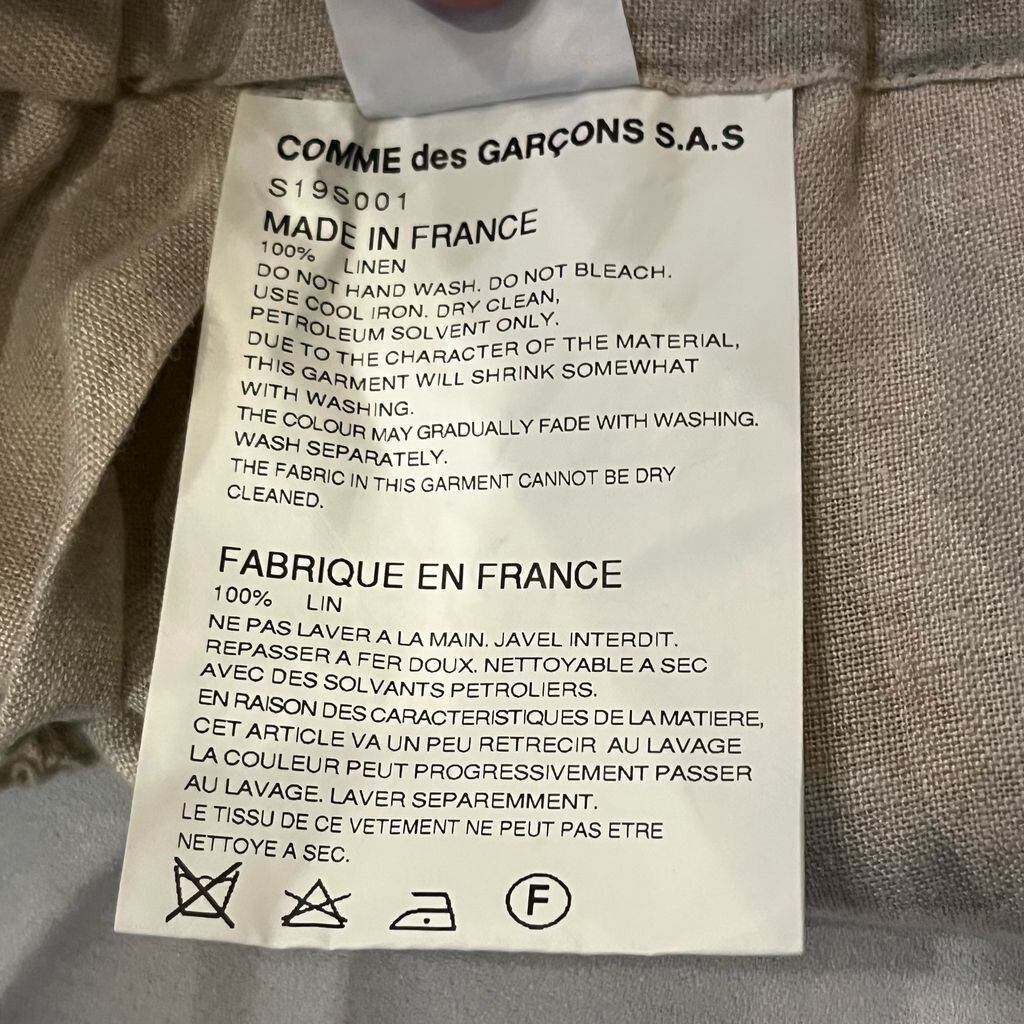 COMME des GARÇONS S.A.S
S19S001
MADE IN FRANCE
100% LINEN
DO NOT HAND WASH. DO NOT BLEACH.
USE COOL IRON. DRY CLEAN,
PETROLEUM SOLVENT ONLY.
DUE TO THE CHARACTER OF THE MATERIAL,
THIS GARMENT WILL SHRINK SOMEWHAT
WITH WASHING.
THE COLOUR MAY GRADUALLY FADE WITH WASHING.
WASH SEPARATELY.
THE FABRIC IN THIS GARMENT CANNOT BE DRY
CLEANED.
FABRIQUE EN FRANCE
100% LIN
NE PAS LAVER A LA MAIN. JAVEL INTERDIT.
REPASSER A FER DOUX. NETTOYABLE A SEC
AVEC DES SOLVANTS PETROLIERS.
EN RAISON DES CARACTERISTIQUES DE LA MATIERE,
CET ARTICLE VA UN PEU RETRECIR AU LAVAGE
LA COULEUR PEUT PROGRESSIVEMENT PASSER
AU LAVAGE. LAVER SEPAREMMENT.
LE TISSU DE CE VETEMENT NE PEUT PAS ETRE
NETTOYE A SEC.
F